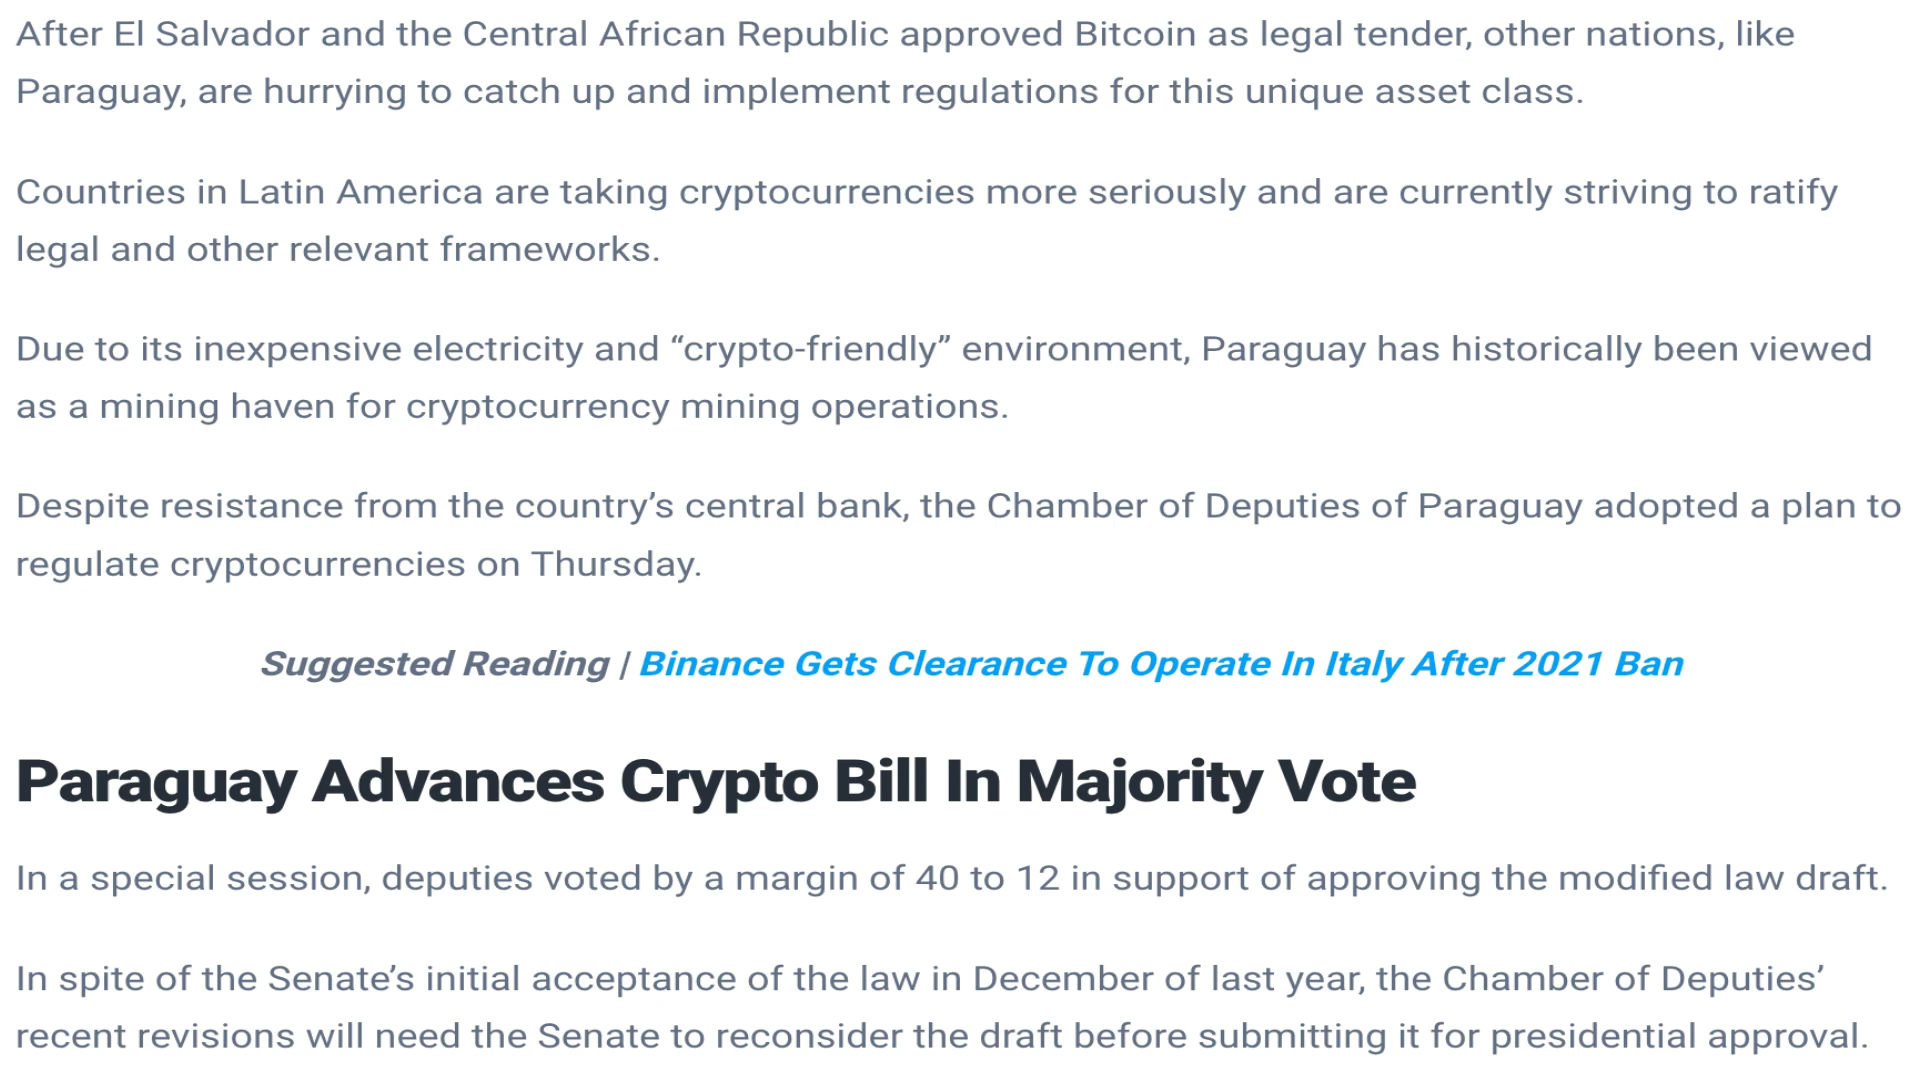 After El Salvador and the Central African Republic approved Bitcoin as legal tender, other nations, like
Paraguay, are hurrying to catch up and implement regulations for this unique asset class.
Countries in Latin America are taking cryptocurrencies more seriously and are currently striving to ratify
legal and other relevant frameworks.
Due to its inexpensive electricity and “crypto-friendly” environment, Paraguay has historically been viewed
as a mining haven for cryptocurrency mining operations.
Despite resistance from the country’s central bank, the Chamber of Deputies of Paraguay adopted a plan to
regulate cryptocurrencies on Thursday.
Suggested Reading | Binance Gets Clearance To Operate In Italy After 2021 Ban
Paraguay Advances Crypto Bill In Majority Vote
In a special session, deputies voted by a margin of 40 to 12 in support of approving the modified law draft.
In spite of the Senate’s initial acceptance of the law in December of last year, the Chamber of Deputies’
recent revisions will need the Senate to reconsider the draft before submitting it for presidential approval.